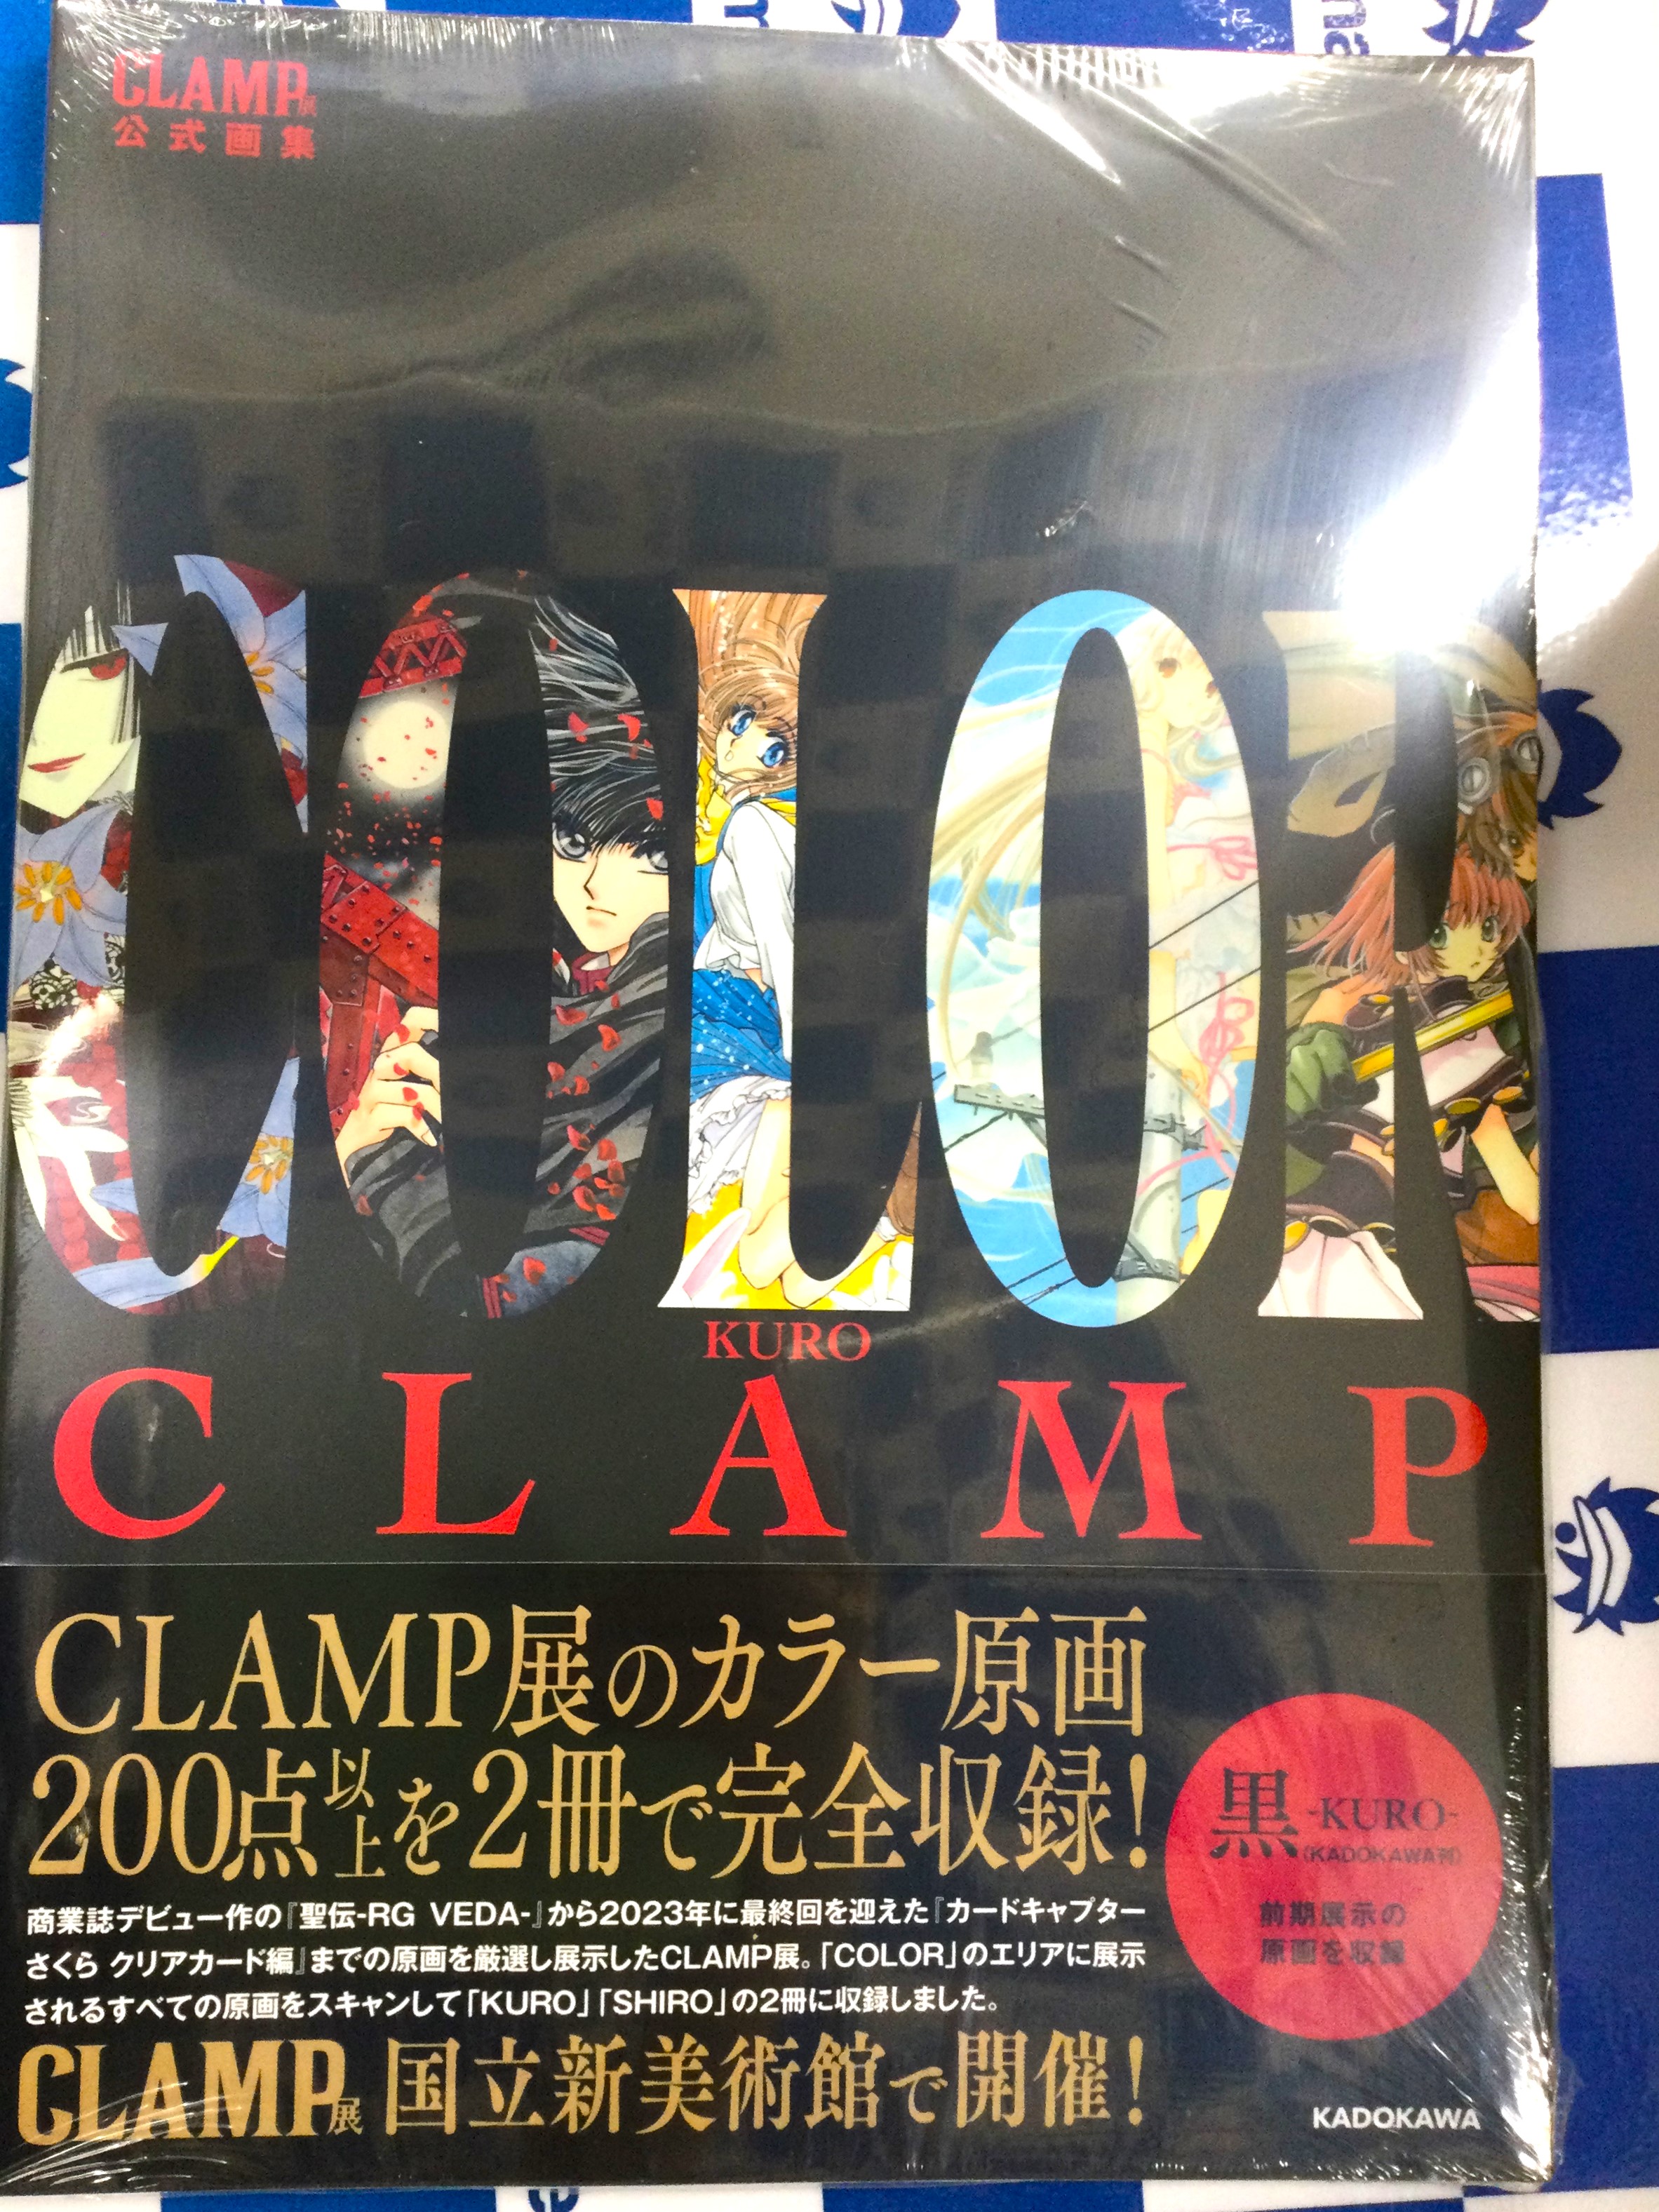 CLAMP展
公式画集
COLOR
KURO
CLAMP
CLAMP展のカラー原画
200点以上を2冊で完全収録!
商業誌デビュー作の『聖伝-RG VEDA-』から2023年に最終回を迎えた『カードキャプター
さくら クリアカード編』までの原画を厳選し展示したCLAMP展。「COLOR」のエリアに展示
されるすべての原画をスキャンして「KURO」「SHIRO」の2冊に収録しました。
CLAMP展 国立新美術館で開催!
黒 -KURO-
(KADOKAWA刊)
前期展示の
原画を収録
KADOKAWA